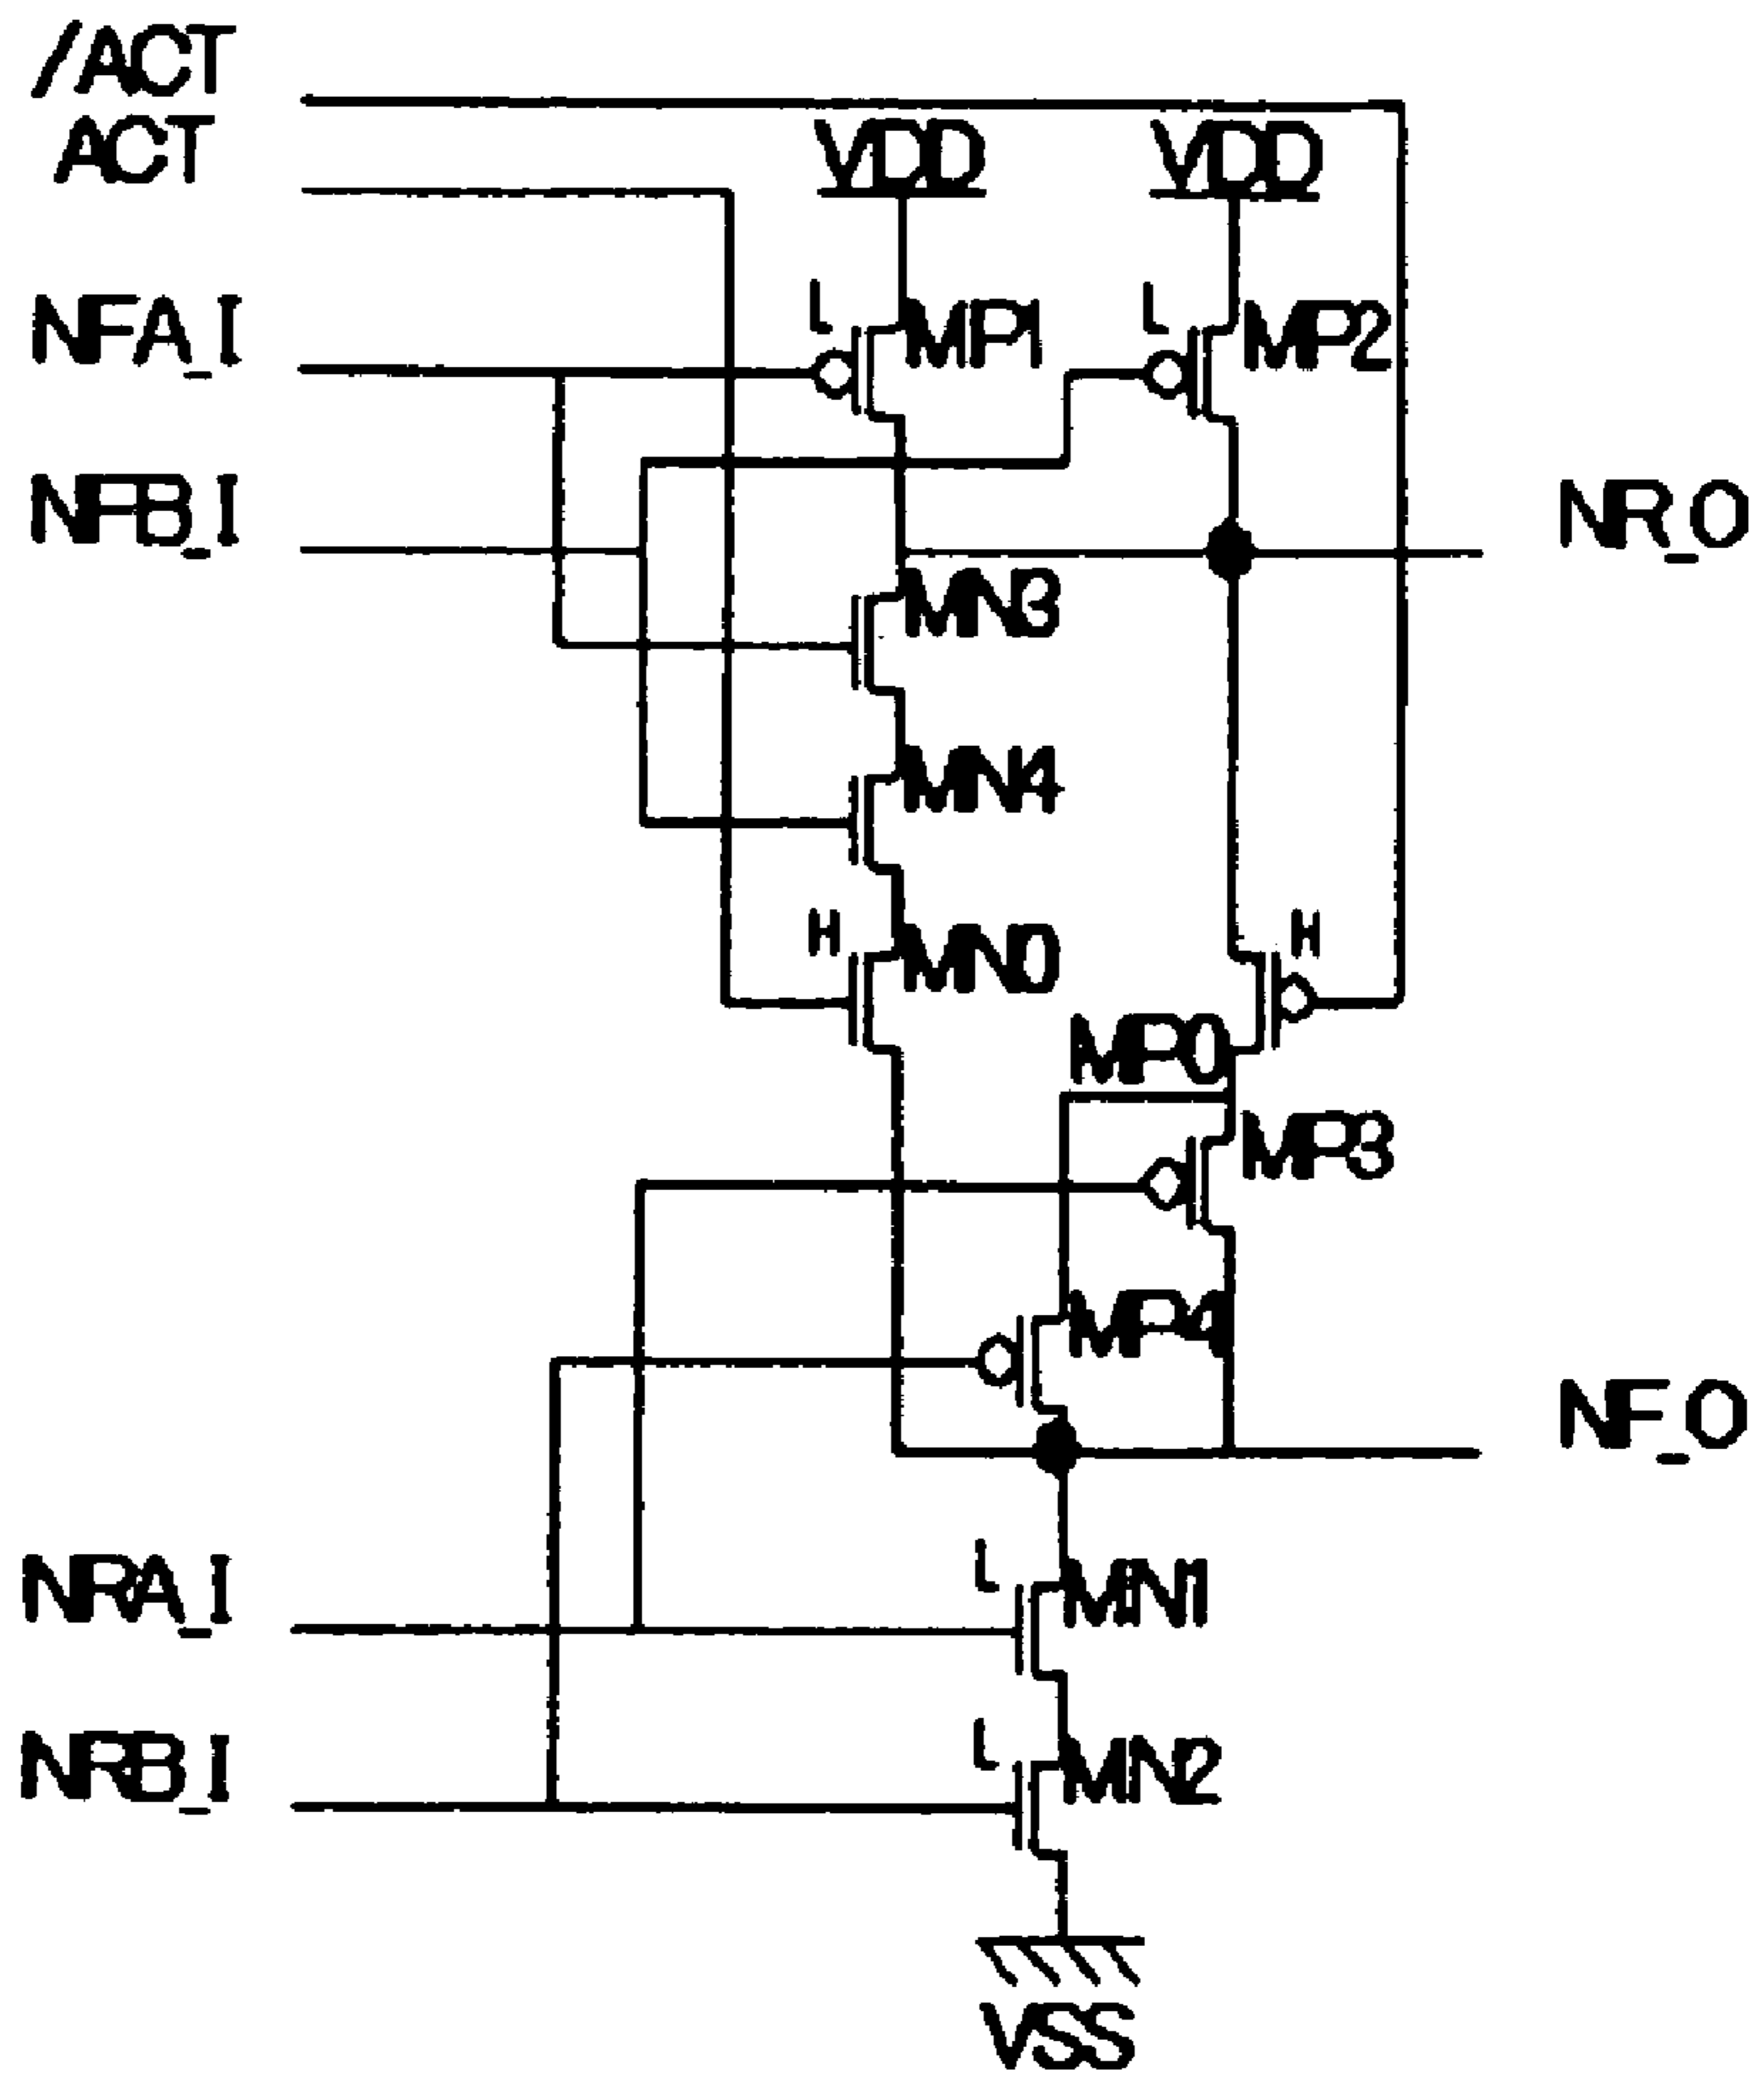 /ACT
ACT
VDD
VDD
NFA_I
L
MP1
L
MP2
NFB_I
NR_O
MN3
MN4
H
MN0
H
MP0
MP3
MP4
NF_O
NRA_I
L
MN1
NRB_I
L
MN2
VSS